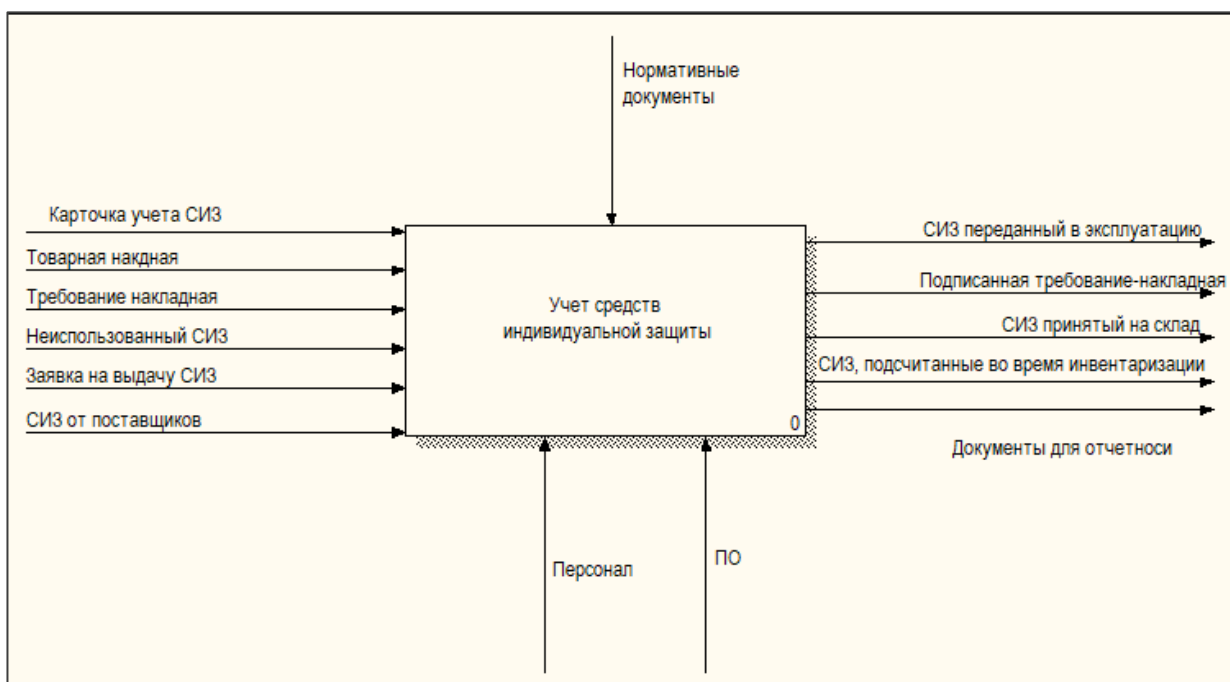 Нормативные
документы
Карточка учета СИЗ
Товарная накдная
Требование накладная
Неиспользованный СИЗ
Заявка на выдачу СИЗ
СИЗ от поставщиков
Учет средств
индивидуальной защиты
0
СИЗ переданный в эксплуатацию
Подписанная требование-накладная
СИЗ принятый на склад
СИЗ, подсчитанные во время инвентаризации
Документы для отчетноси
Персонал
ПО